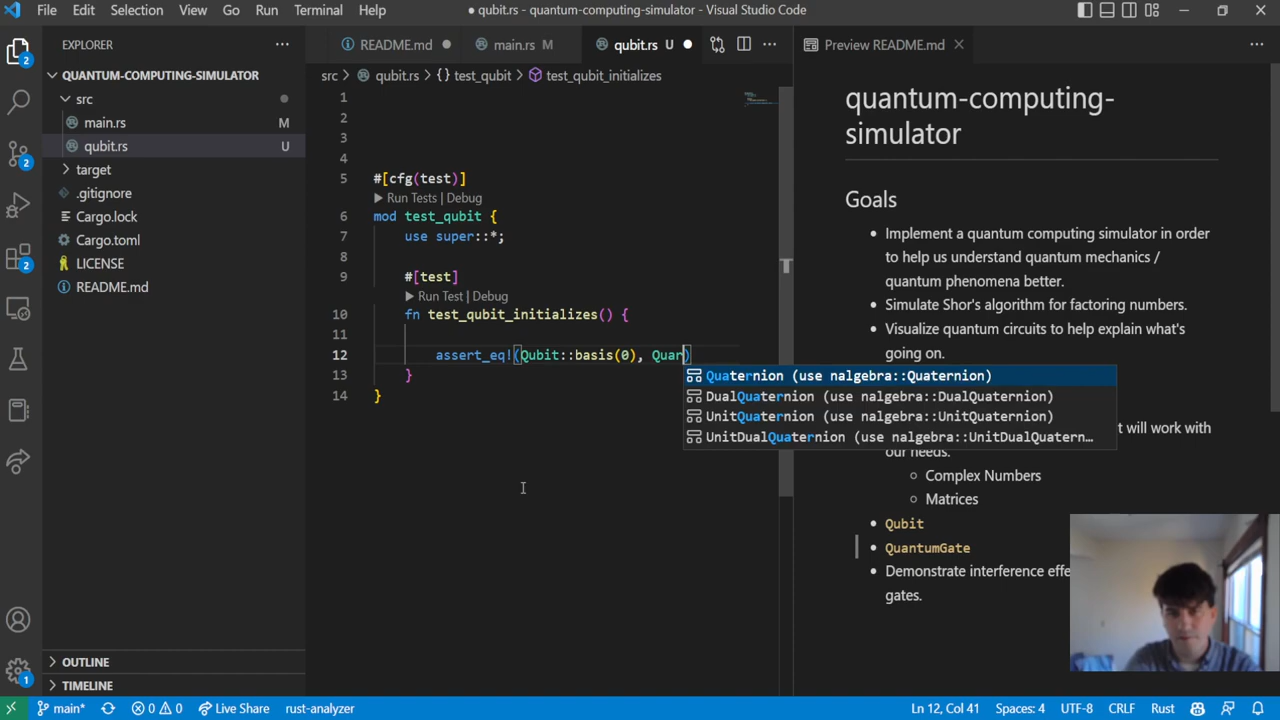 File Edit Selection View Go Run Terminal Help
● qubit.rs - quantum-computing-simulator - Visual Studio Code
EXPLORER
QUANTUM-COMPUTING-SIMULATOR
src
main.rs M
qubit.rs U
target
.gitignore
Cargo.lock
Cargo.toml
LICENSE
README.md
OUTLINE
TIMELINE
2
2
2
1
README.md ●
main.rs M
qubit.rs U ●
src > qubit.rs > {} test_qubit > test_qubit_initializes
1
2
3
4
5 #[cfg(test)]
Run Tests | Debug
6 mod test_qubit {
7 use super::*;
8
9 #[test]
Run Test | Debug
10 fn test_qubit_initializes() {
11
12 assert_eq!(Qubit::basis(0), Quar)
13 }
14 }
Quaternion (use nalgebra::Quaternion)
DualQuaternion (use nalgebra::DualQuaternion)
UnitQuaternion (use nalgebra::UnitQuaternion)
UnitDualQuaternion (use nalgebra::UnitDualQuatern…
Preview README.md
quantum-computing-
simulator
Goals
• Implement a quantum computing simulator in order
to help us understand quantum mechanics /
quantum phenomena better.
• Simulate Shor's algorithm for factoring numbers.
• Visualize quantum circuits to help explain what's
going on.
t will work with
our needs.
○ Complex Numbers
○ Matrices
• Qubit
• QuantumGate
• Demonstrate interference effe
gates.
main* 0 0 Live Share rust-analyzer Ln 12, Col 41 Spaces: 4 UTF-8 CRLF Rust